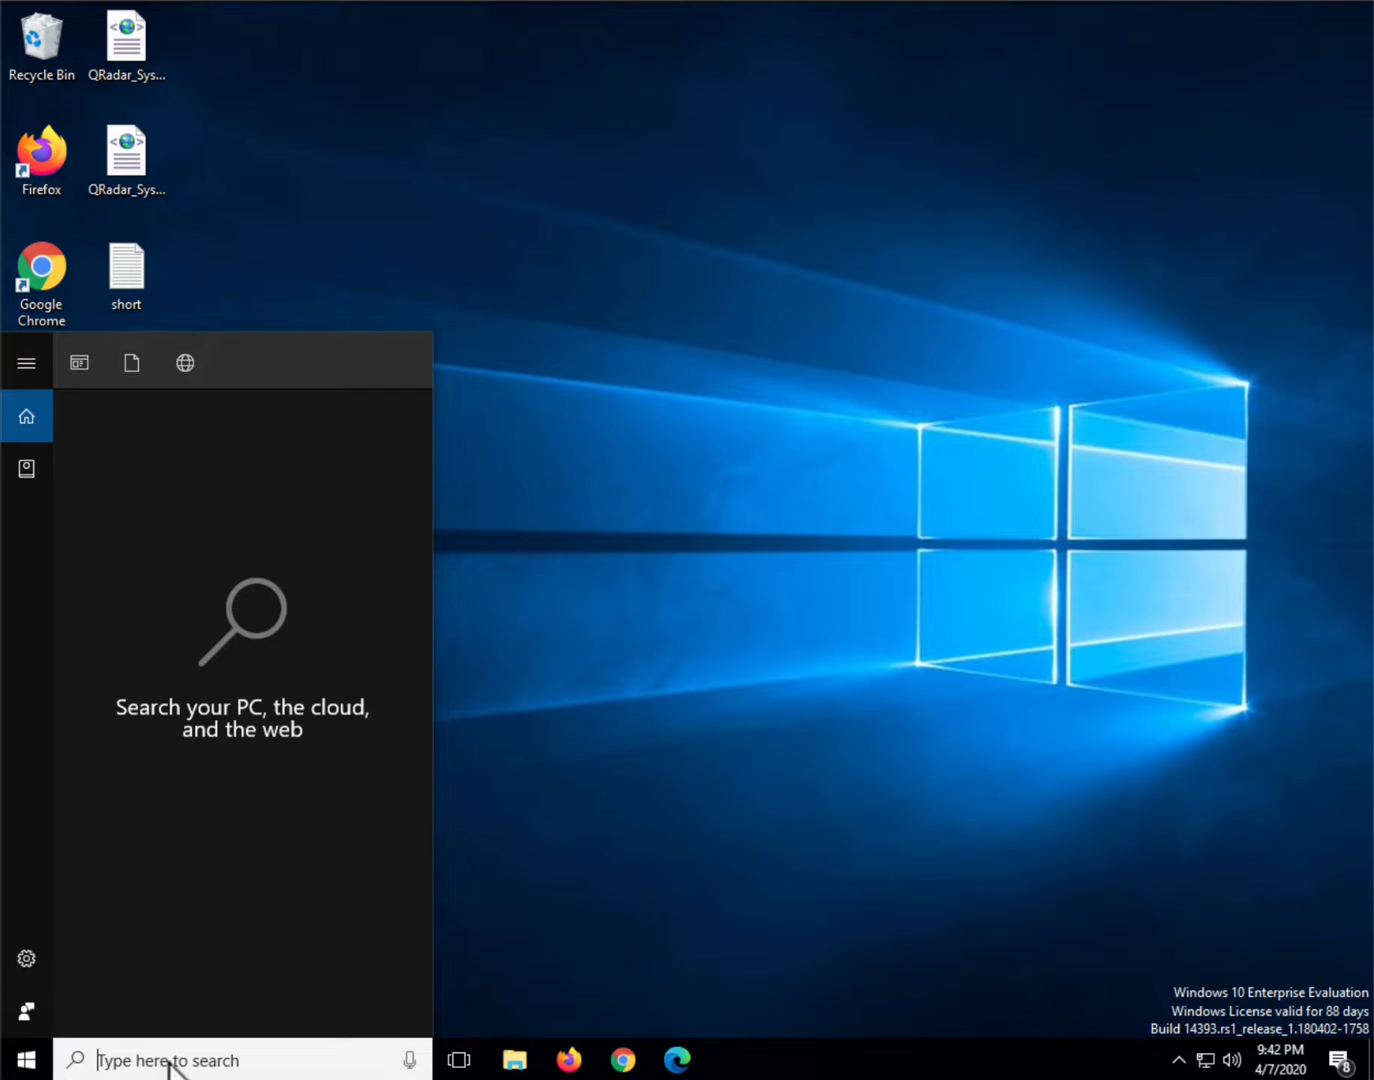 Recycle Bin
QRadar_Sys...
Firefox
QRadar_Sys...
Google
Chrome
short
Search your PC, the cloud,
and the web
Windows 10 Enterprise Evaluation
Windows License valid for 88 days
Build 14393.rs1_release_1.180402-1758
Type here to search
9:42 PM
4/7/2020
8